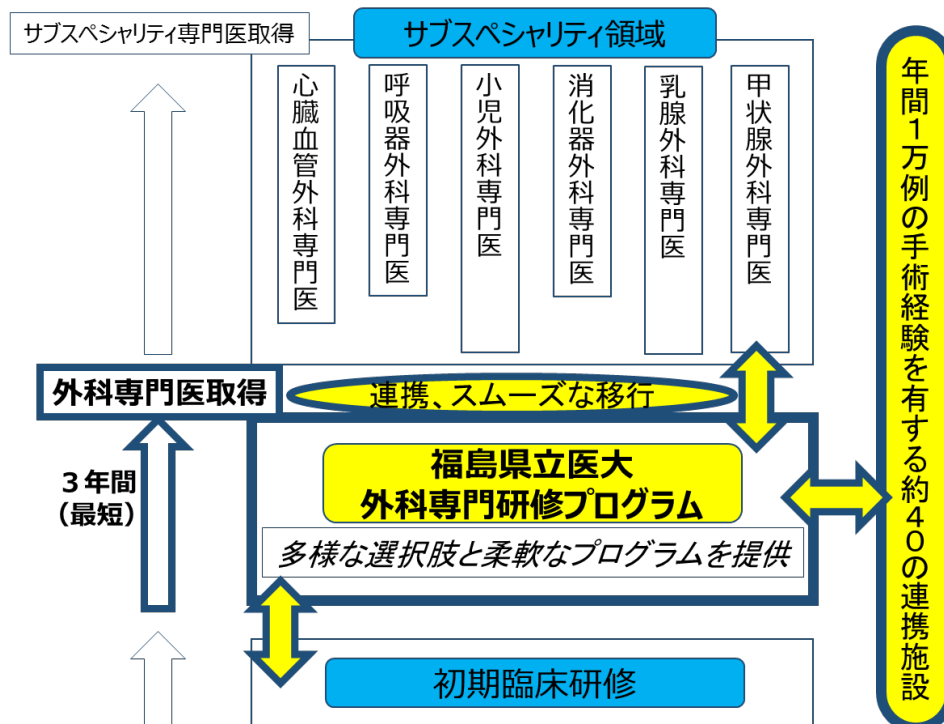 サブスペシャリティ専門医取得
サブスペシャリティ領域
心臓血管外科専門医
呼吸器外科専門医
小児外科専門医
消化器外科専門医
乳腺外科専門医
甲状腺外科専門医
外科専門医取得
連携、スムーズな移行
3年間
(最短)
福島県立医大
外科専門研修プログラム
多様な選択肢と柔軟なプログラムを提供
初期臨床研修
年間1万例の手術経験を有する約40の連携施設